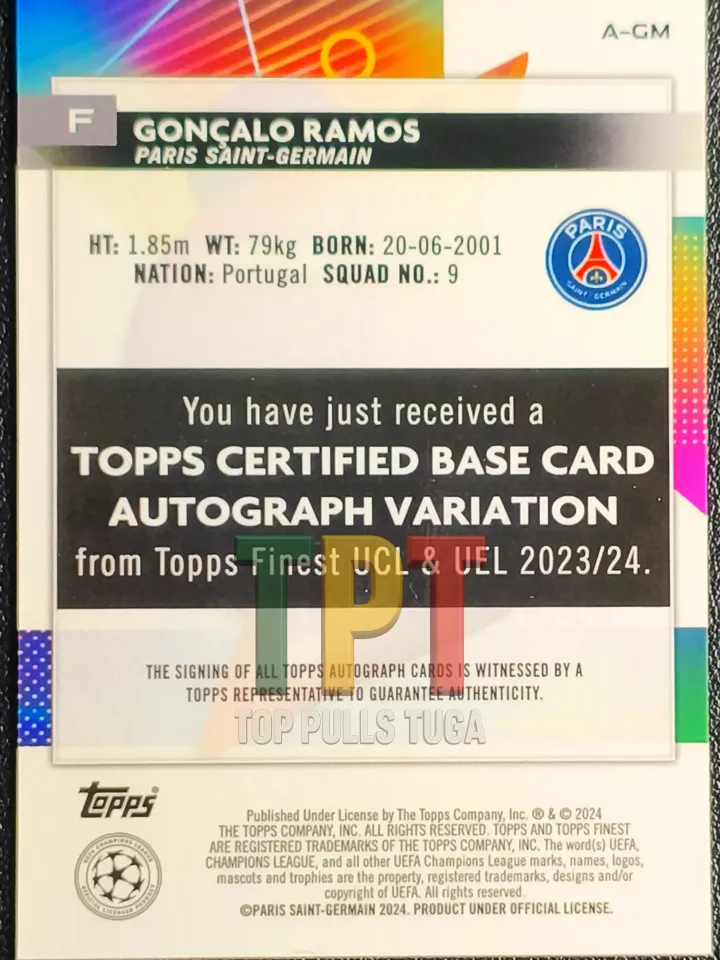 A-GM
F
GONÇALO RAMOS
PARIS SAINT-GERMAIN
HT: 1.85m WT: 79kg BORN: 20-06-2001
NATION: Portugal SQUAD NO.: 9
PARIS
SAINT-GERMAIN
You have just received a
TOPPS CERTIFIED BASE CARD
AUTOGRAPH VARIATION
from Topps Finest UCL & UEL 2023/24.
TPT
THE SIGNING OF ALL TOPPS AUTOGRAPH CARDS IS WITNESSED BY A
TOPPS REPRESENTATIVE TO GUARANTEE AUTHENTICITY.
TOP PULLS TUGA
topps®
UEFA CHAMPIONS LEAGUE
OFFICIAL LICENSED PRODUCT
Published Under License by The Topps Company, Inc. ® & © 2024
THE TOPPS COMPANY, INC. ALL RIGHTS RESERVED. TOPPS AND TOPPS FINEST
ARE REGISTERED TRADEMARKS OF THE TOPPS COMPANY, INC. The word(s) UEFA,
CHAMPIONS LEAGUE, and all other UEFA Champions League marks, names, logos,
mascots and trophies are the property, registered trademarks, designs and/or
copyright of UEFA. All rights reserved.
©PARIS SAINT-GERMAIN 2024. PRODUCT UNDER OFFICIAL LICENSE.